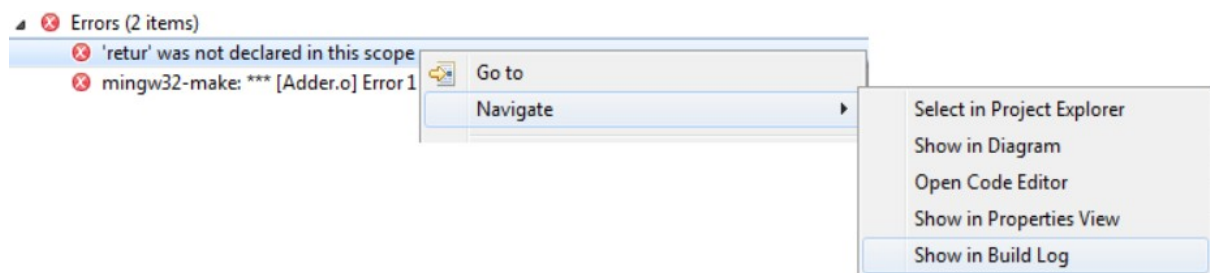 Errors (2 items)
'retur' was not declared in this scope
mingw32-make: *** [Adder.o] Error 1
Go to
Navigate
Select in Project Explorer
Show in Diagram
Open Code Editor
Show in Properties View
Show in Build Log